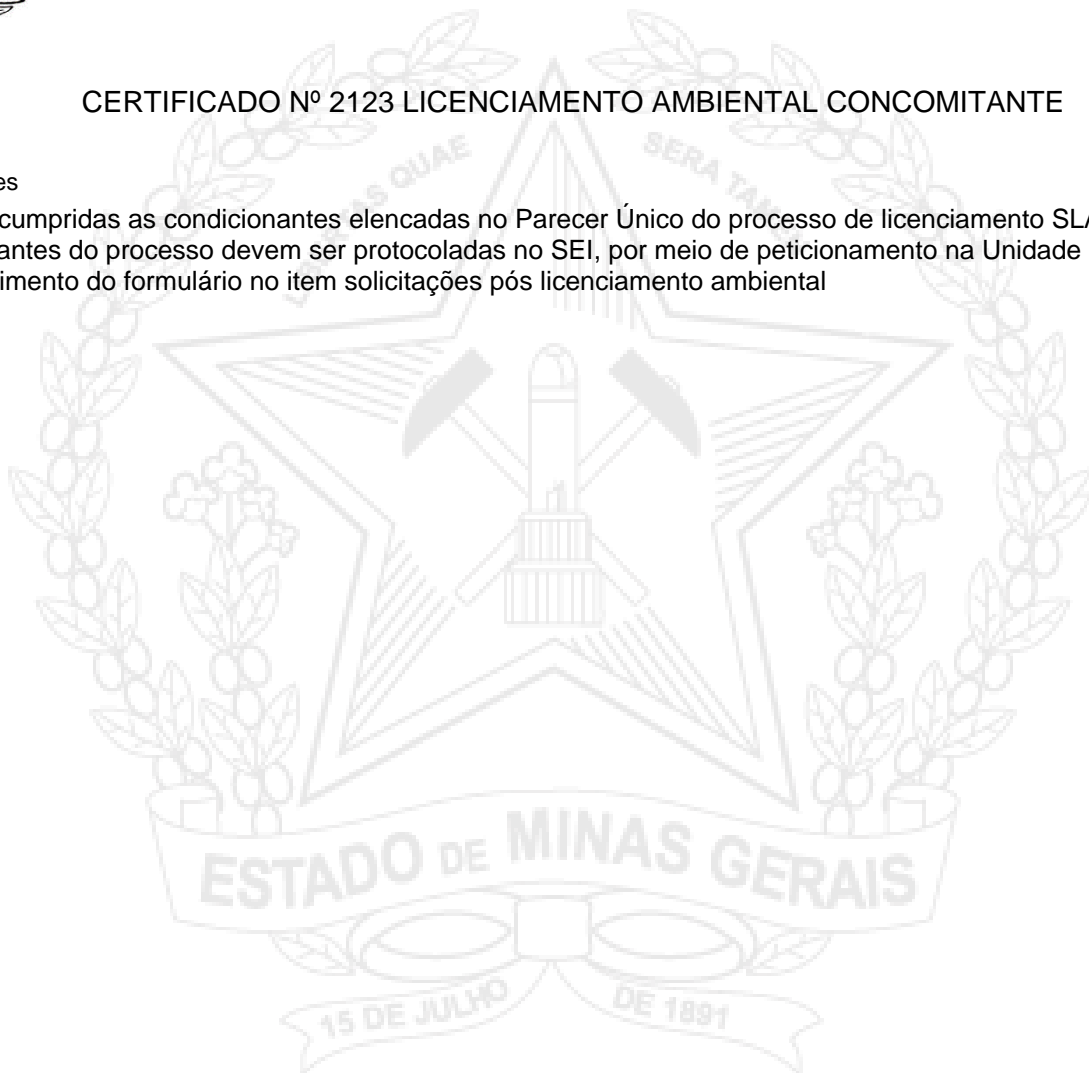 CERTIFICADO Nº 2123 LICENCIAMENTO AMBIENTAL CONCOMITANTE
es
cumpridas as condicionantes elencadas no Parecer Único do processo de licenciamento SLA
antes do processo devem ser protocoladas no SEI, por meio de peticionamento na Unidade
imento do formulário no item solicitações pós licenciamento ambiental
QUAE SERA TAMEN
ESTADO DE MINAS GERAIS
15 DE JULHO DE 1891